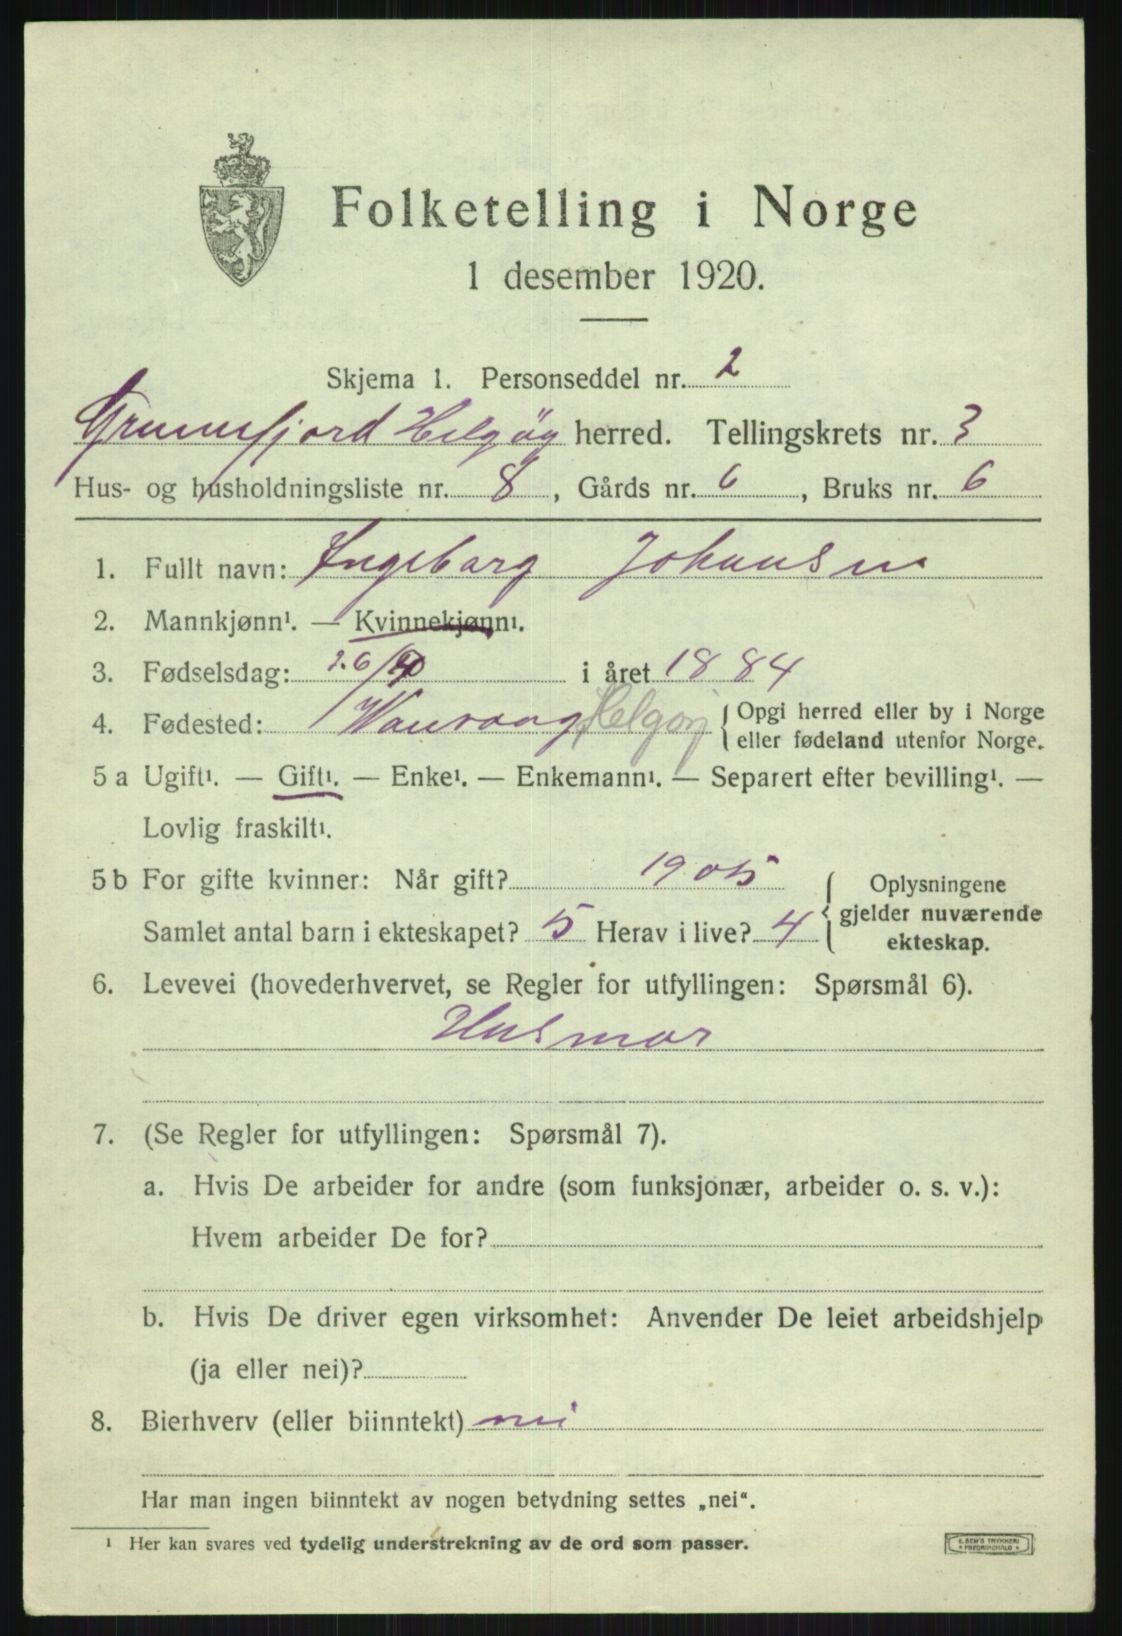 Folketelling i Norge
1 desember 1920.
Skjema 1. Personseddel nr. 2
Grunnfjord Helgøy herred. Tellingskrets nr. 3
Hus- og husholdningsliste nr. 8, Gårds nr. 6, Bruks nr. 6
1. Fullt navn: Ingeborg Johansen
2. Mannkjønn¹. — Kvinnekjønn¹.
3. Fødselsdag: i året 1884
4. Fødested: Helgøy { Opgi herred eller by i Norge
eller fødeland utenfor Norge.
5 a Ugift¹. — Gift¹. — Enke¹. — Enkemann¹. — Separert efter bevilling¹. —
Lovlig fraskilt¹.
5 b For gifte kvinner: Når gift? 1905
Samlet antal barn i ekteskapet? 5 Herav i live? 4
{ Oplysningene
gjelder nuværende
ekteskap.
6. Levevei (hovederhvervet, se Regler for utfyllingen: Spørsmål 6).
Husmor
7. (Se Regler for utfyllingen: Spørsmål 7).
a. Hvis De arbeider for andre (som funksjonær, arbeider o. s. v.):
Hvem arbeider De for?
b. Hvis De driver egen virksomhet: Anvender De leiet arbeidshjelp
(ja eller nei)?
8. Bierhverv (eller biinntekt) nei
Har man ingen biinntekt av nogen betydning settes „nei“.
¹ Her kan svares ved tydelig understrekning av de ord som passer.